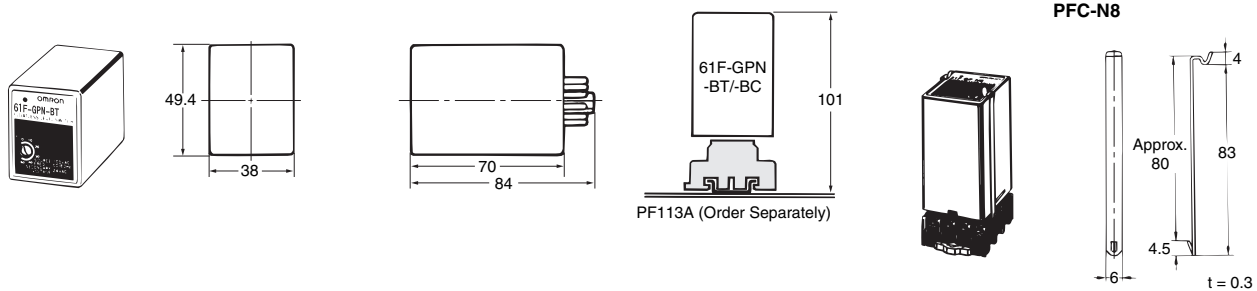 PFC-N8
OMRON
61F-GPN-BT
49.4
38
70
84
61F-GPN
-BT/-BC
101
PF113A (Order Separately)
4
Approx.
80
83
4.5
6
t = 0.3